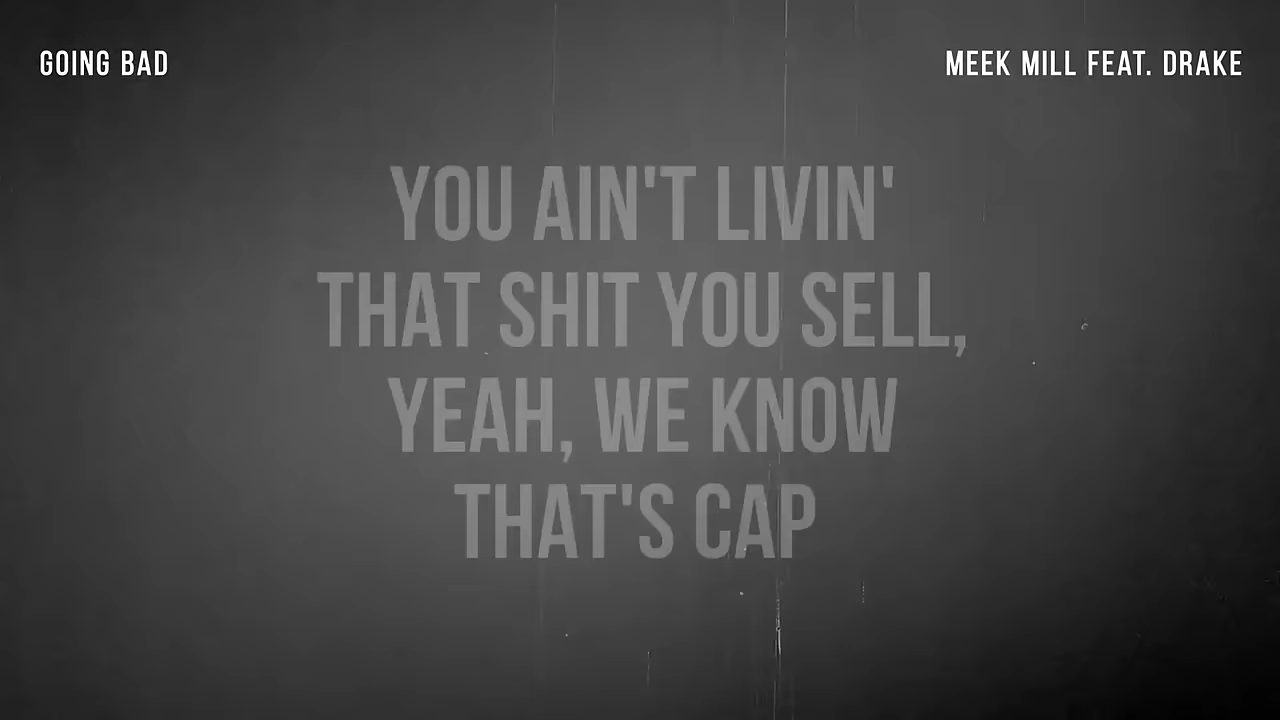 GOING BAD
MEEK MILL FEAT. DRAKE
YOU AIN'T LIVIN'
THAT SHIT YOU SELL,
YEAH, WE KNOW
THAT'S CAP